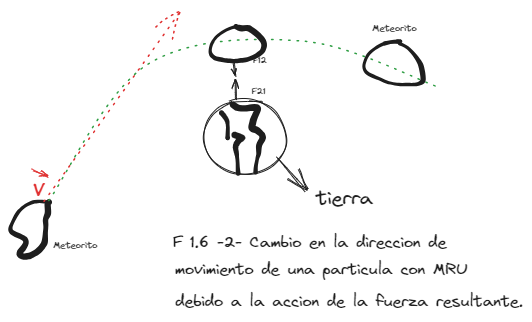 Meteorito
F12
F21
V
tierra
Meteorito
F 1.6 -2- Cambio en la direccion de
movimiento de una particula con MRU
debido a la accion de la fuerza resultante.